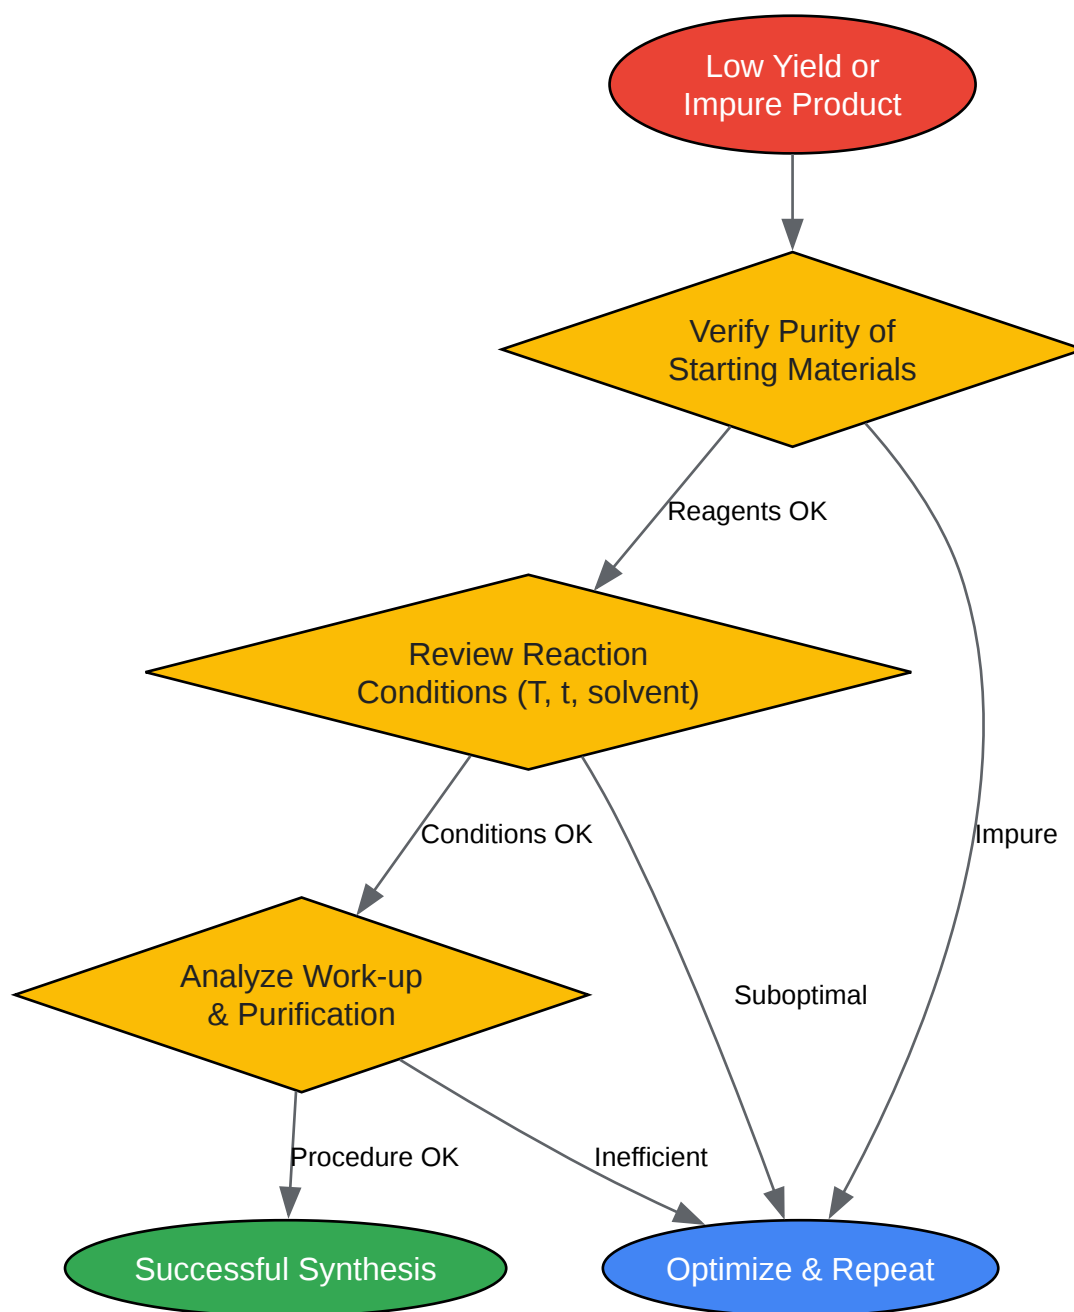 Low Yield or
Impure Product
Verify Purity of
Starting Materials
Reagents OK
Review Reaction
Conditions (T, t, solvent)
Conditions OK
Impure
Analyze Work-up
& Purification
Suboptimal
Procedure OK
Inefficient
Successful Synthesis
Optimize & Repeat